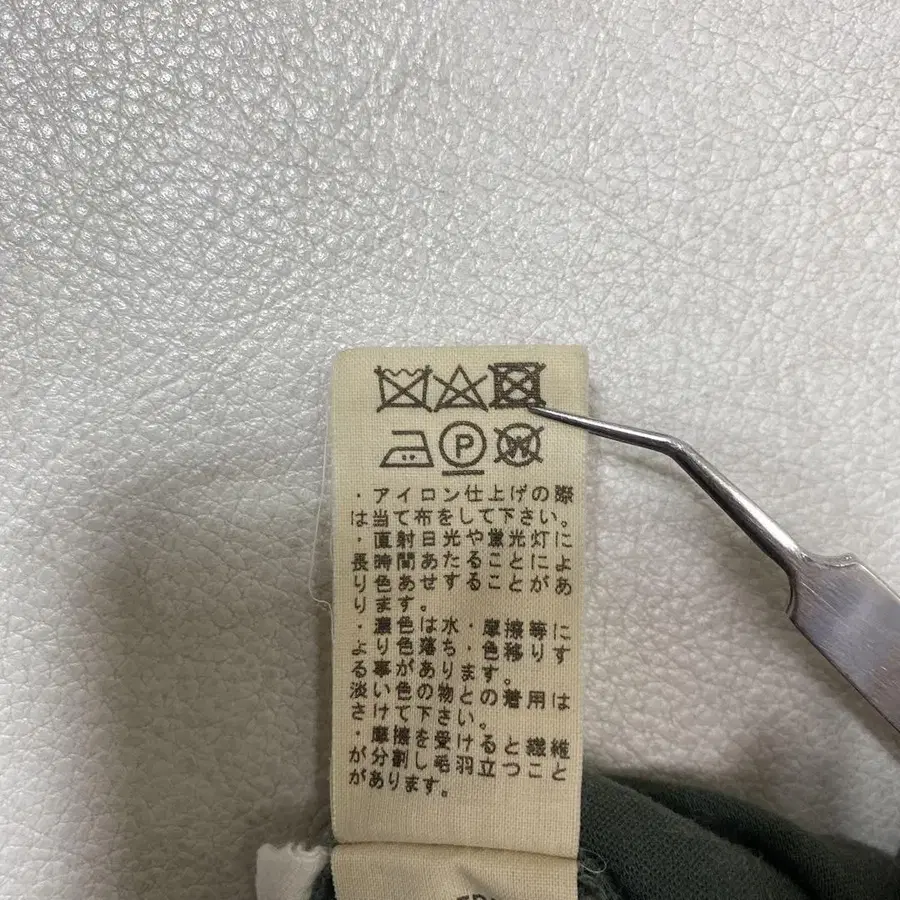 P W
・アイロン仕上げの際
は当て布をして下さい。
・直射日光や蛍光灯に
長時間あたることによ
り色あせすることがあ
ります。
・濃色は水・摩擦等に
より色落ち・色移りす
る事があります。
淡い色の物との着用は
さけて下さい。
・摩擦を受けると繊維
が分割し毛羽立つこと
があります。